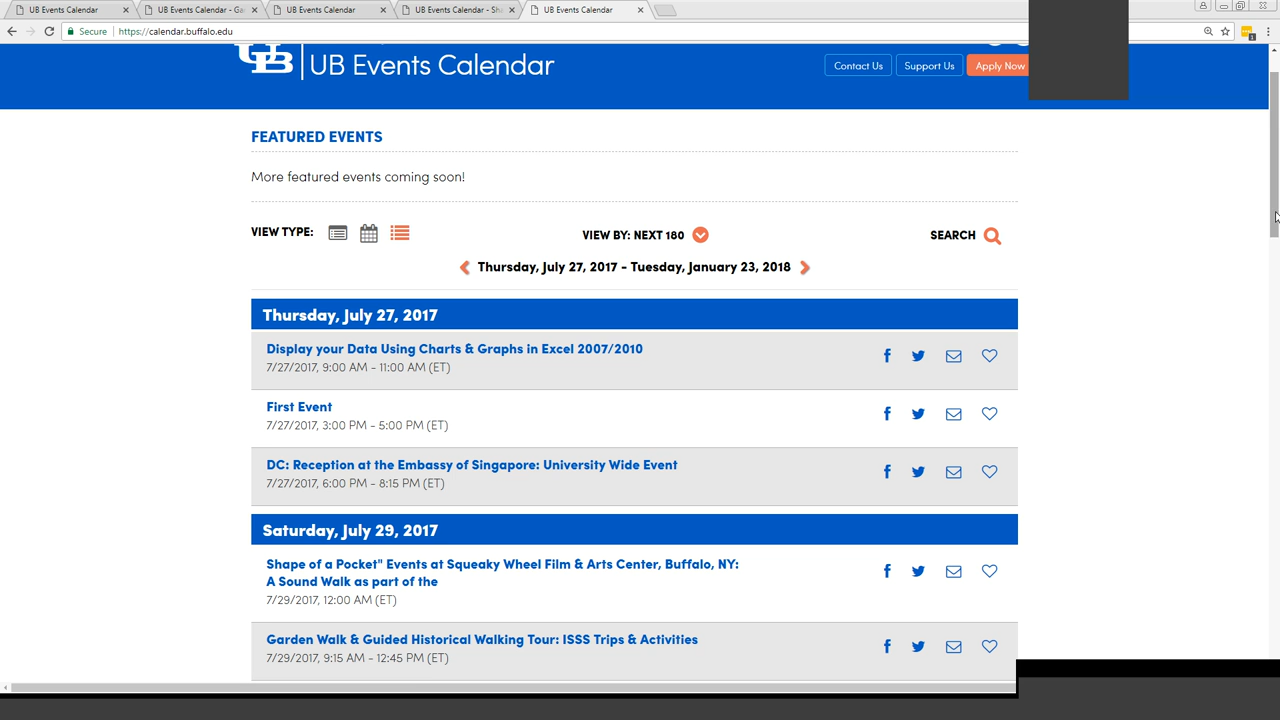 UB Events Calendar
UB Events Calendar - Ga
UB Events Calendar
UB Events Calendar - Sh
UB Events Calendar
Secure
https://calendar.buffalo.edu
UB
UB Events Calendar
Contact Us
Support Us
Apply Now
FEATURED EVENTS
More featured events coming soon!
VIEW TYPE:
VIEW BY: NEXT 180
SEARCH
Thursday, July 27, 2017 - Tuesday, January 23, 2018
Thursday, July 27, 2017
Display your Data Using Charts & Graphs in Excel 2007/2010
7/27/2017, 9:00 AM - 11:00 AM (ET)
First Event
7/27/2017, 3:00 PM - 5:00 PM (ET)
DC: Reception at the Embassy of Singapore: University Wide Event
7/27/2017, 6:00 PM - 8:15 PM (ET)
Saturday, July 29, 2017
Shape of a Pocket" Events at Squeaky Wheel Film & Arts Center, Buffalo, NY:
A Sound Walk as part of the
7/29/2017, 12:00 AM (ET)
Garden Walk & Guided Historical Walking Tour: ISSS Trips & Activities
7/29/2017, 9:15 AM - 12:45 PM (ET)